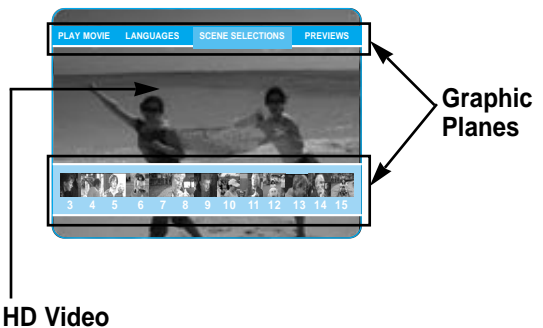 PLAY MOVIE LANGUAGES SCENE SELECTIONS PREVIEWS
Graphic
Planes
3 4 5 6 7 8 9 10 11 12 13 14 15
HD Video